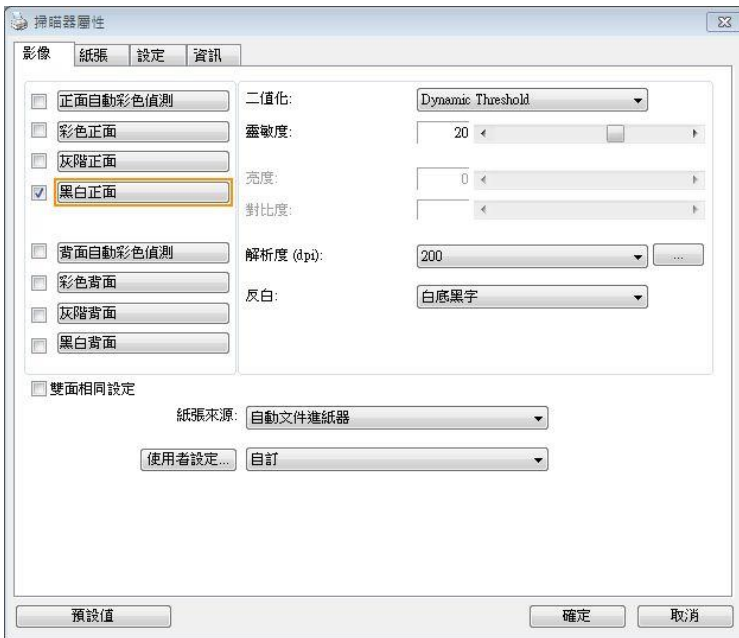 掃瞄器屬性
影像 紙張 設定 資訊
正面自動彩色偵測
彩色正面
灰階正面
黑白正面
背面自動彩色偵測
彩色背面
灰階背面
黑白背面
二值化: Dynamic Threshold
靈敏度: 20
亮度: 0
對比度:
解析度 (dpi): 200 ...
反白: 白底黑字
雙面相同設定
紙張來源: 自動文件進紙器
使用者設定... 自訂
預設值 確定 取消